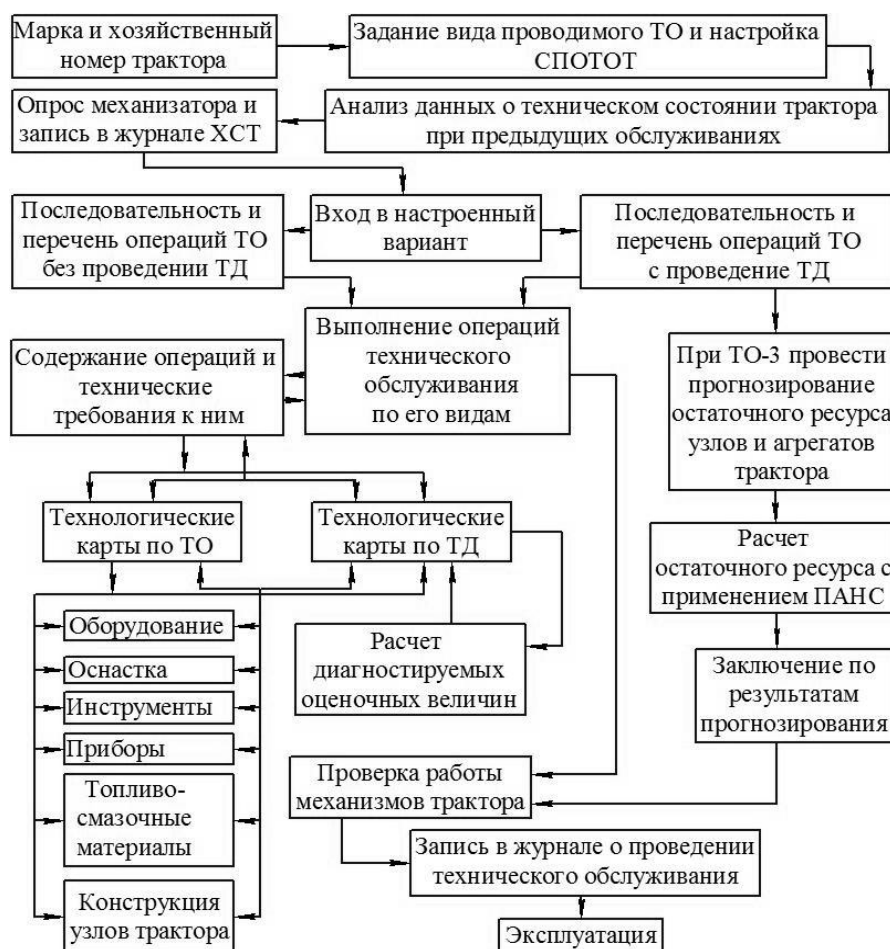 Марка и хозяйственный
номер трактора
Задание вида проводимого ТО и настройка
СПОТОТ
Опрос механизатора и
запись в журнале ХСТ
Анализ данных о техническом состоянии трактора
при предыдущих обслуживаниях
Последовательность и
перечень операций ТО
без проведении ТД
Вход в настроенный
вариант
Последовательность и
перечень операций ТО
с проведение ТД
Содержание операций и
технические
требования к ним
Выполнение операций
технического
обслуживания
по его видам
При ТО-3 провести
прогнозирование
остаточного ресурса
узлов и агрегатов
трактора
Технологические
карты по ТО
Технологические
карты по ТД
Расчет
остаточного ресурса с
применением ПАНС
Оборудование
Оснастка
Инструменты
Приборы
Топливо-
смазочные
материалы
Конструкция
узлов трактора
Расчет
диагностируемых
оценочных величин
Заключение по
результатам
прогнозирования
Проверка работы
механизмов трактора
Запись в журнале о проведении
технического обслуживания
Эксплуатация